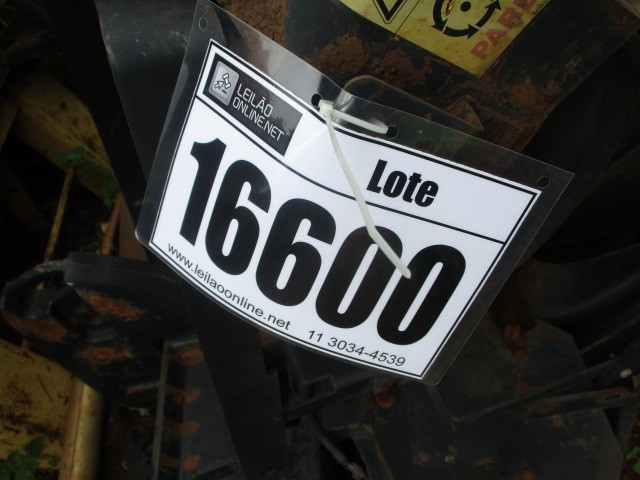 PARE
LEILÃO
ONLINE.NET
Lote
16600
www.leilaoonline.net 11 3034-4539